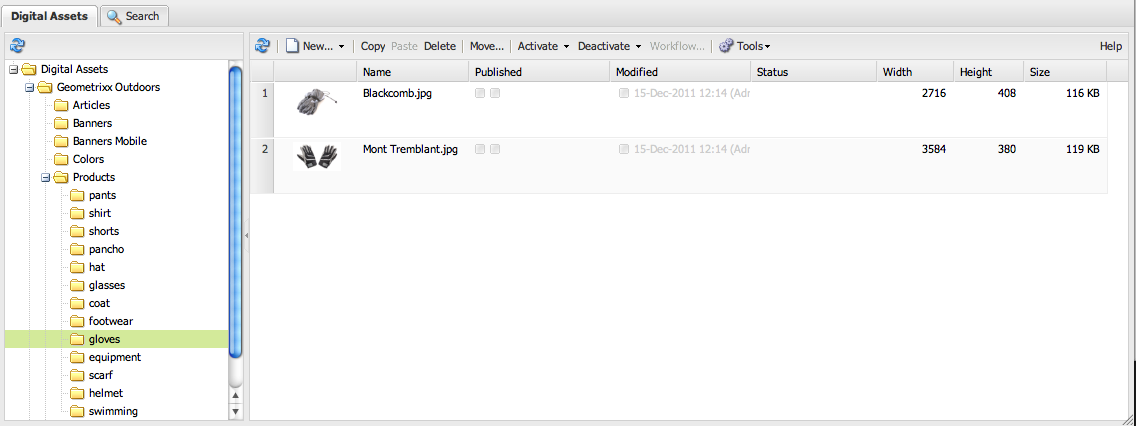 Digital Assets Search
New... Copy Paste Delete Move... Activate Deactivate Workflow... Tools Help
Digital Assets
Geometrixx Outdoors
Articles
Banners
Banners Mobile
Colors
Products
pants
shirt
shorts
pancho
hat
glasses
coat
footwear
gloves
equipment
scarf
helmet
swimming
Name Published Modified Status Width Height Size
1 Blackcomb.jpg 15-Dec-2011 12:14 (Adr 2716 408 116 KB
2 Mont Tremblant.jpg 15-Dec-2011 12:14 (Adr 3584 380 119 KB